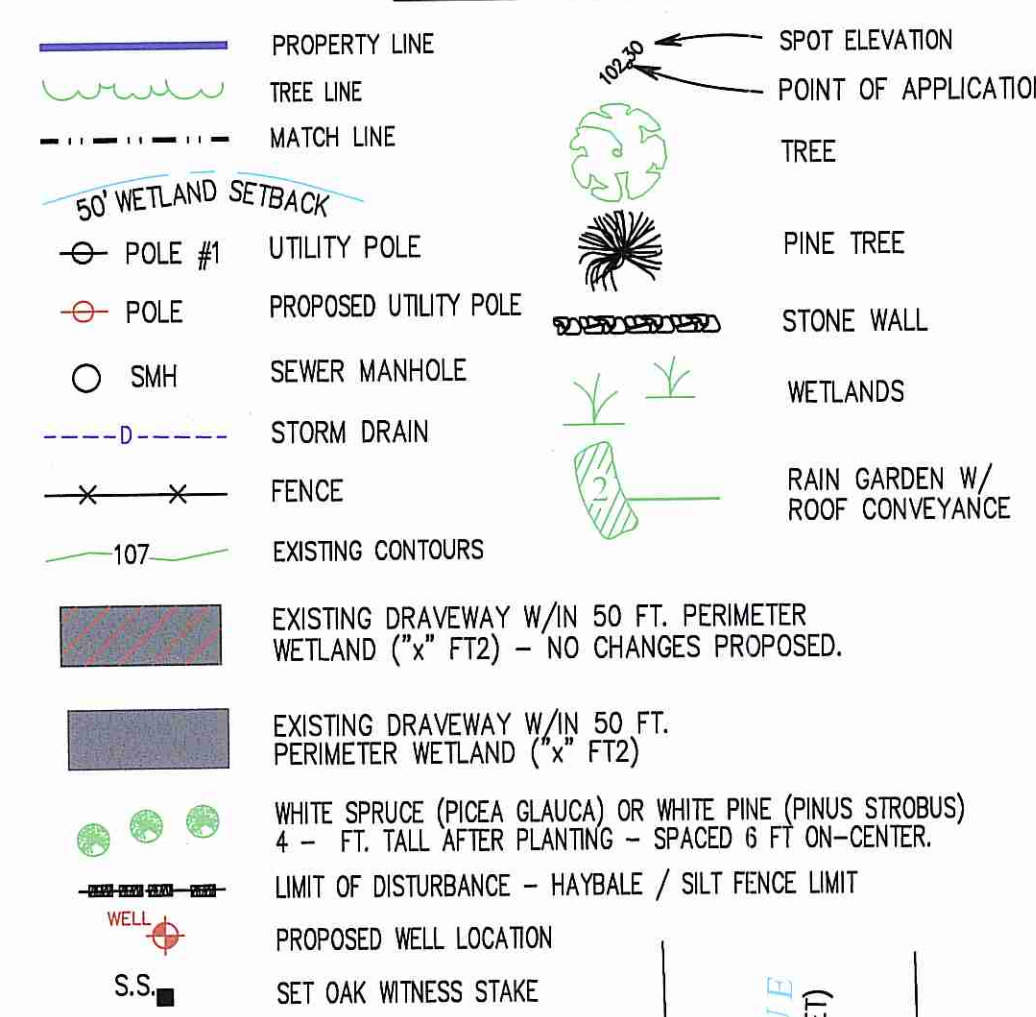 PROPERTY LINE
TREE LINE
MATCH LINE
50' WETLAND SETBACK
POLE #1 UTILITY POLE
POLE PROPOSED UTILITY POLE
SMH SEWER MANHOLE
D STORM DRAIN
FENCE
107 EXISTING CONTOURS
EXISTING DRAVEWAY W/IN 50 FT. PERIMETER
WETLAND ("x" FT2) – NO CHANGES PROPOSED.
EXISTING DRAVEWAY W/IN 50 FT.
PERIMETER WETLAND ("x" FT2)
WHITE SPRUCE (PICEA GLAUCA) OR WHITE PINE (PINUS STROBUS)
4 – FT. TALL AFTER PLANTING – SPACED 6 FT ON-CENTER.
LIMIT OF DISTURBANCE – HAYBALE / SILT FENCE LIMIT
WELL PROPOSED WELL LOCATION
S.S. SET OAK WITNESS STAKE
102.30 SPOT ELEVATION
POINT OF APPLICATION
TREE
PINE TREE
STONE WALL
WETLANDS
2 RAIN GARDEN W/
ROOF CONVEYANCE